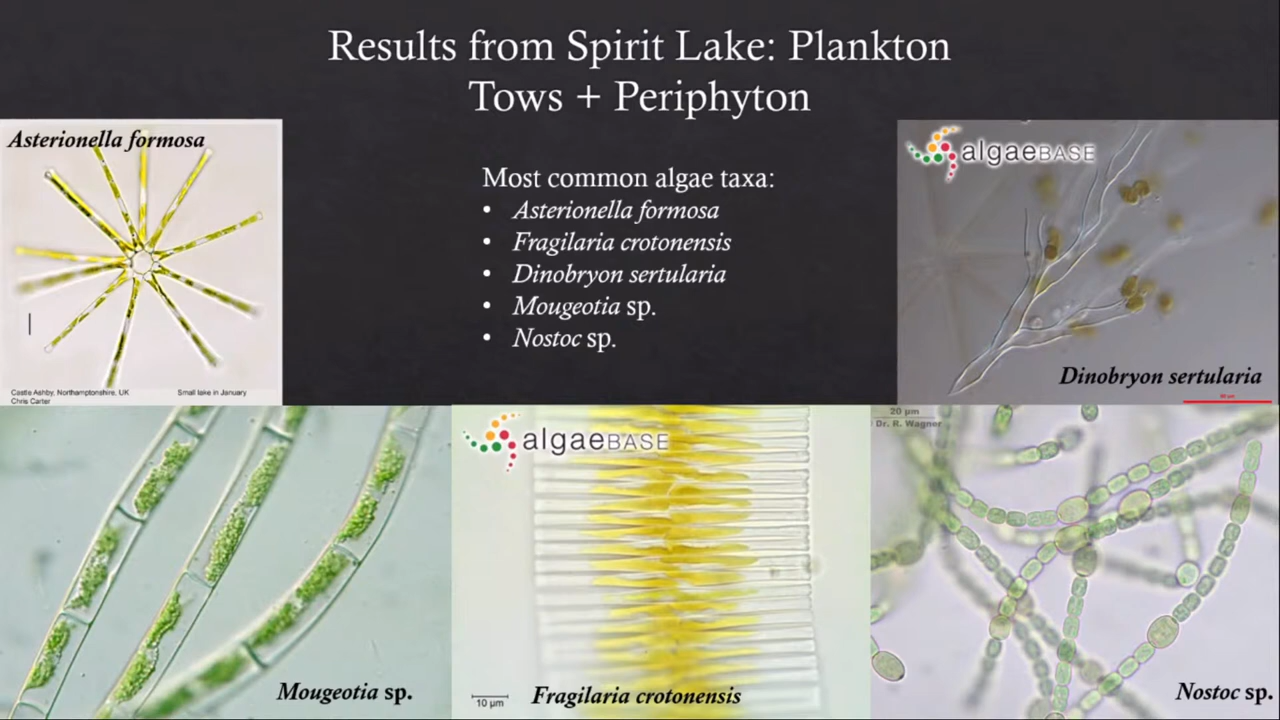 Results from Spirit Lake: Plankton
Tows + Periphyton
Asterionella formosa
Castle Ashby, Northamptonshire, UK
Small lake in January
Chris Carter
Most common algae taxa:
• Asterionella formosa
• Fragilaria crotonensis
• Dinobryon sertularia
• Mougeotia sp.
• Nostoc sp.
algaeBASE
Dinobryon sertularia
Mougeotia sp.
algaeBASE
10 µm
Fragilaria crotonensis
20 µm
Dr. R. Wagner
Nostoc sp.